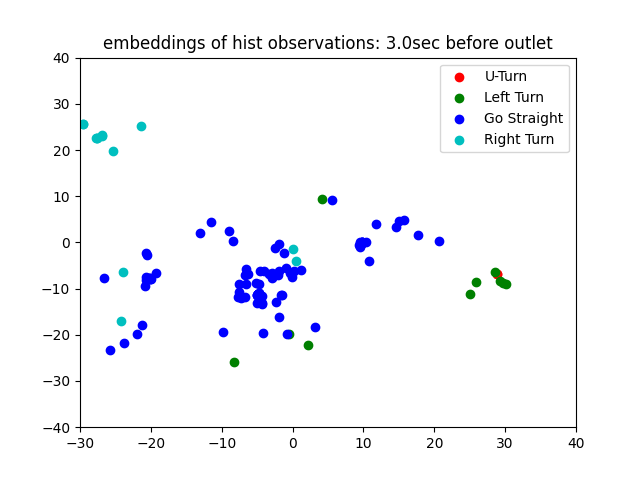 embeddings of hist observations: 3.0sec before outlet
U-Turn
Left Turn
Go Straight
Right Turn
40
30
20
10
0
−10
−20
−30
−40
−30 −20 −10 0 10 20 30 40